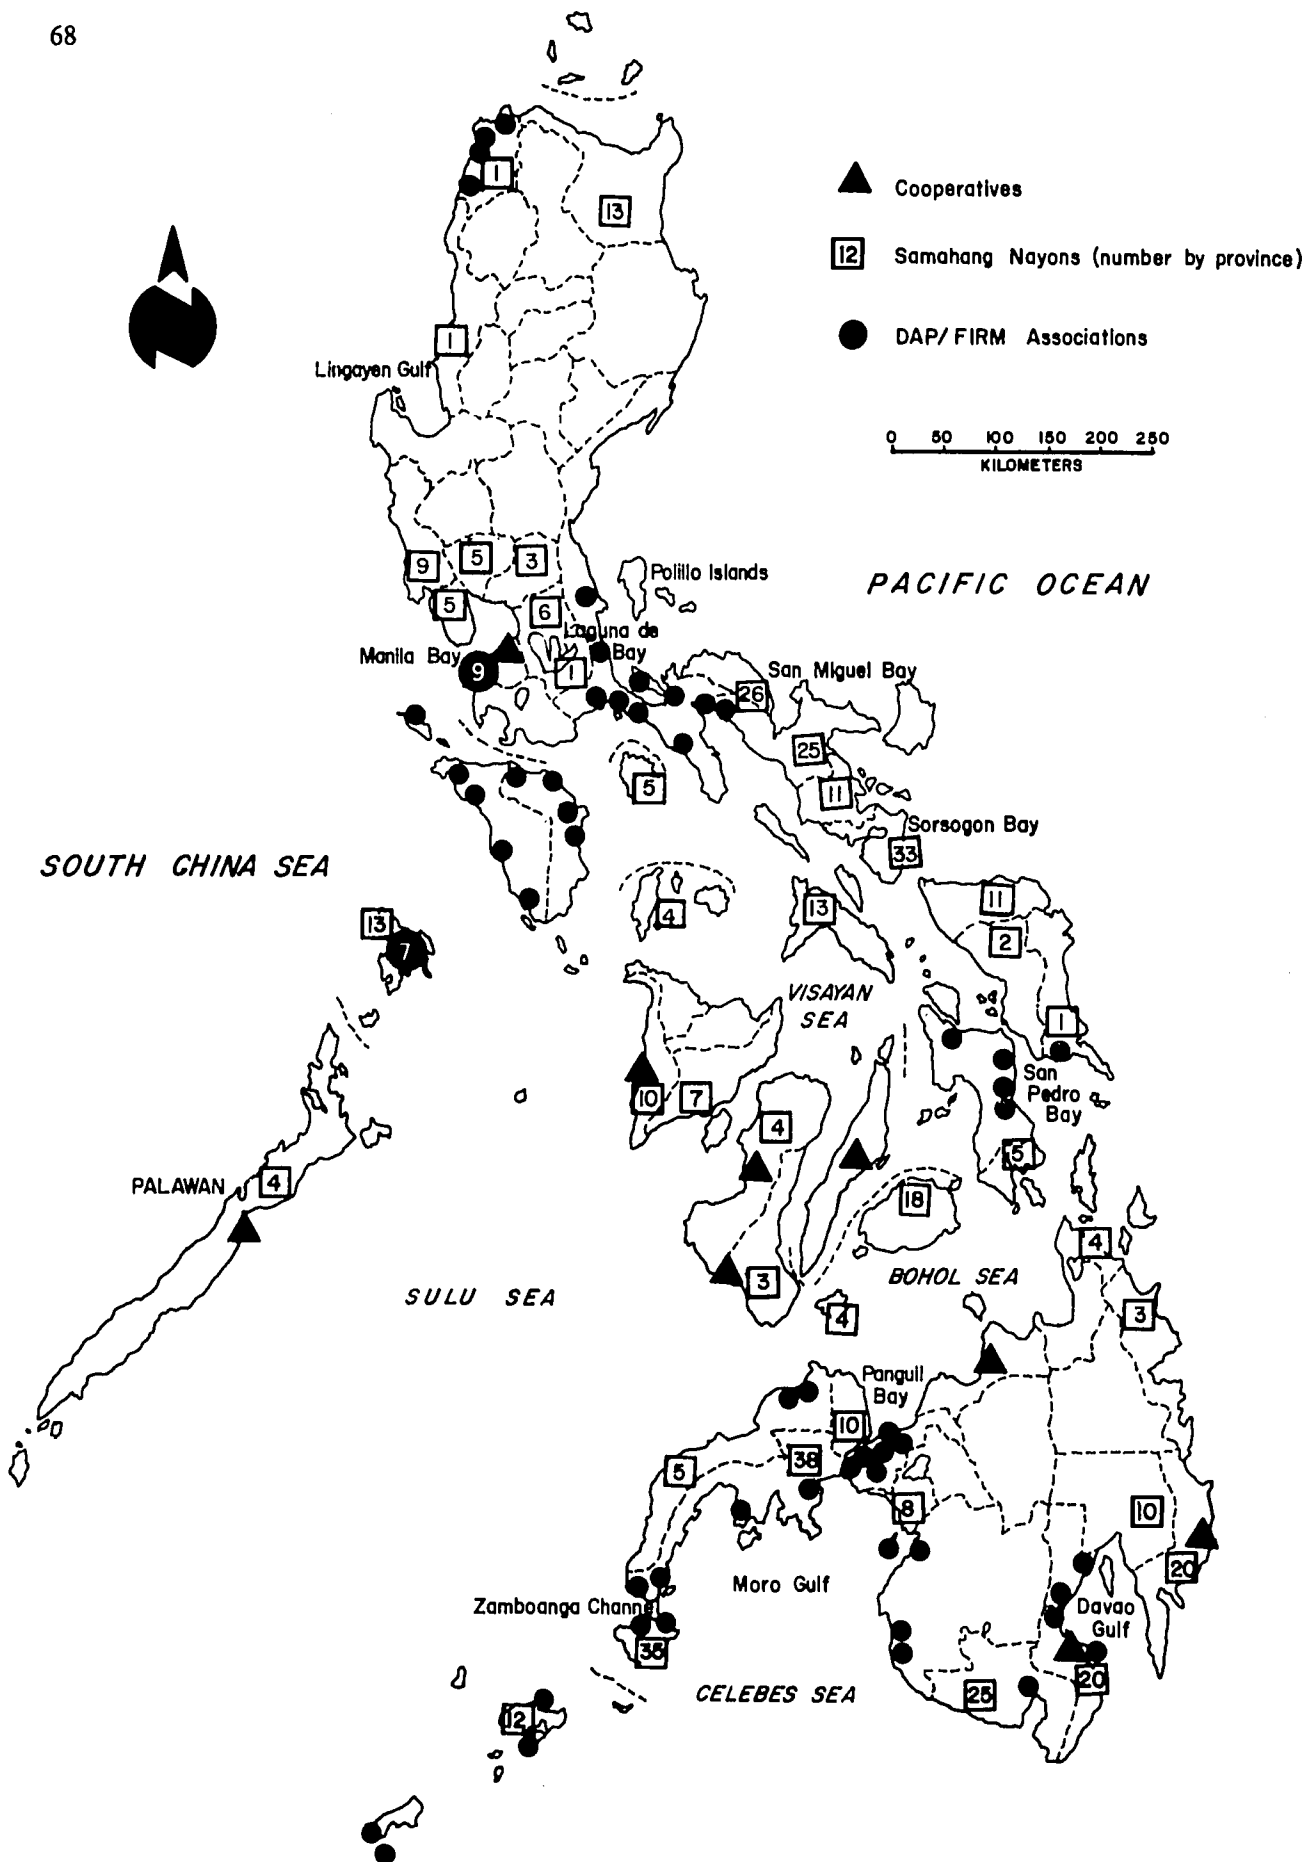 68
Cooperatives
12 Samahang Nayons (number by province)
DAP/FIRM Associations
0 50 100 150 200 250
KILOMETERS
1
13
1
Lingayen Gulf
9
5
3
Polillo Islands
PACIFIC OCEAN
5
6
Laguna de
Bay
Manila Bay
9
1
San Miguel Bay
26
25
5
11
Sorsogon Bay
33
SOUTH CHINA SEA
13
4
13
11
7
2
VISAYAN
SEA
1
San
Pedro
Bay
10
7
4
5
PALAWAN
4
18
4
SULU SEA
BOHOL SEA
3
4
3
Panguil
Bay
10
38
5
8
10
20
Moro Gulf
Zamboanga Channel
Davao
Gulf
35
CELEBES SEA
25
20
12